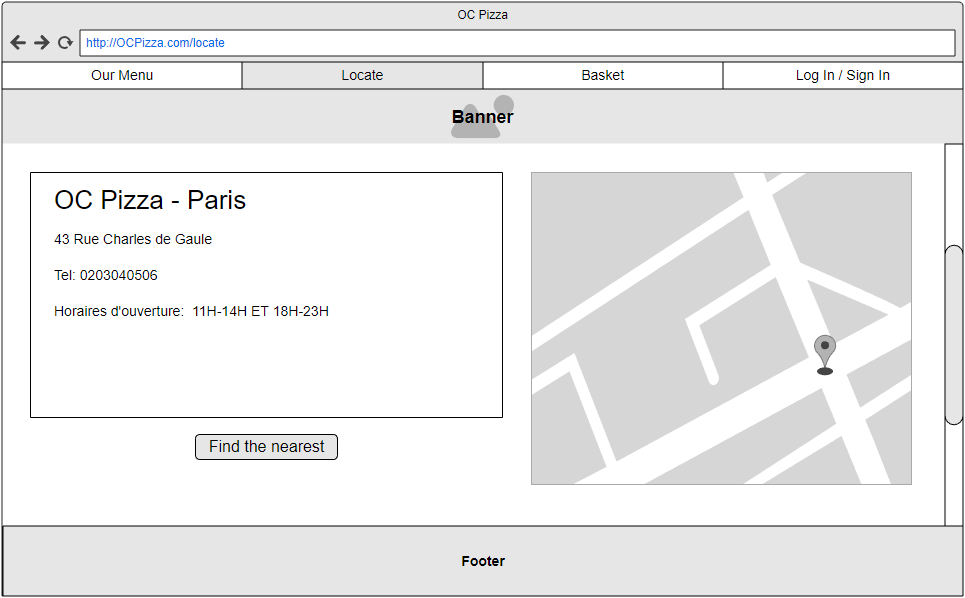 OC Pizza
http://OCPizza.com/locate
Our Menu
Locate
Basket
Log In / Sign In
Banner
OC Pizza - Paris
43 Rue Charles de Gaule
Tel: 0203040506
Horaires d'ouverture:  11H-14H ET 18H-23H
Find the nearest
Footer